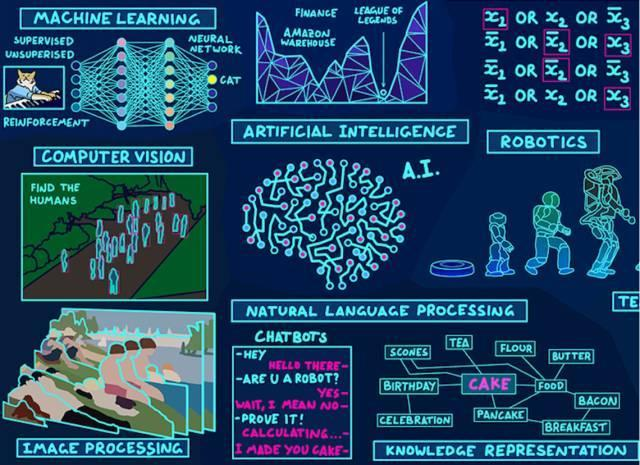 MACHINE LEARNING
SUPERVISED
UNSUPERISED
REINFORCEMENT
NEURAL
NETWORK
CAT
FINANCE
AMAZON
WAREHOUSE
LEAGUE OF
LEGENDS
x₁ OR x₂ OR x̄₃
x̄₁ OR x̄₂ OR x₃
x̄₁ OR x̄₂ OR x̄₃
x̄₁ OR x₂ OR x₃
ARTIFICIAL INTELLIGENCE
A.I.
ROBOTICS
COMPUTER VISION
FIND THE
HUMANS
IMAGE PROCESSING
NATURAL LANGUAGE PROCESSING
CHATBOTS
-HEY
HELLO THERE-
-ARE U A ROBOT?
YES-
WAIT, I MEAN NO-
-PROVE IT!
CALCULATING...-
I MADE YOU CAKE-
TE
SCONES
TEA
FLOUR
BUTTER
BIRTHDAY
CAKE
FOOD
BACON
CELEBRATION
PANCAKE
BREAKFAST
KNOWLEDGE REPRESENTATION